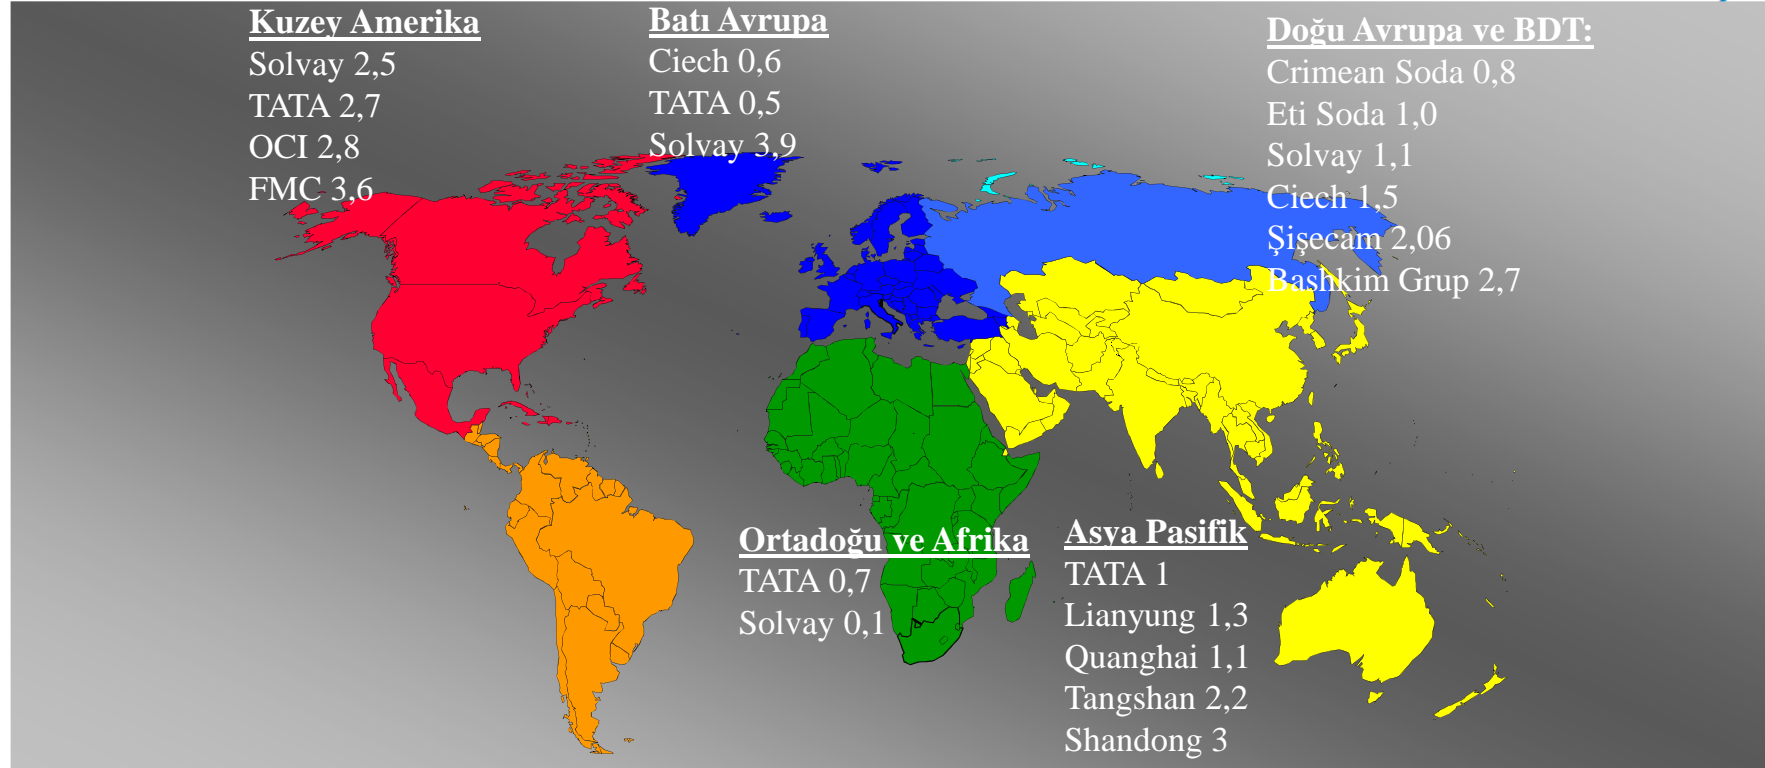 Kuzey Amerika
Solvay 2,5
TATA 2,7
OCI 2,8
FMC 3,6
Batı Avrupa
Ciech 0,6
TATA 0,5
Solvay 3,9
Doğu Avrupa ve BDT:
Crimean Soda 0,8
Eti Soda 1,0
Solvay 1,1
Ciech 1,5
Şişecam 2,06
Bashkim Grup 2,7
Ortadoğu ve Afrika
TATA 0,7
Solvay 0,1
Asya Pasifik
TATA 1
Lianyung 1,3
Quanghai 1,1
Tangshan 2,2
Shandong 3